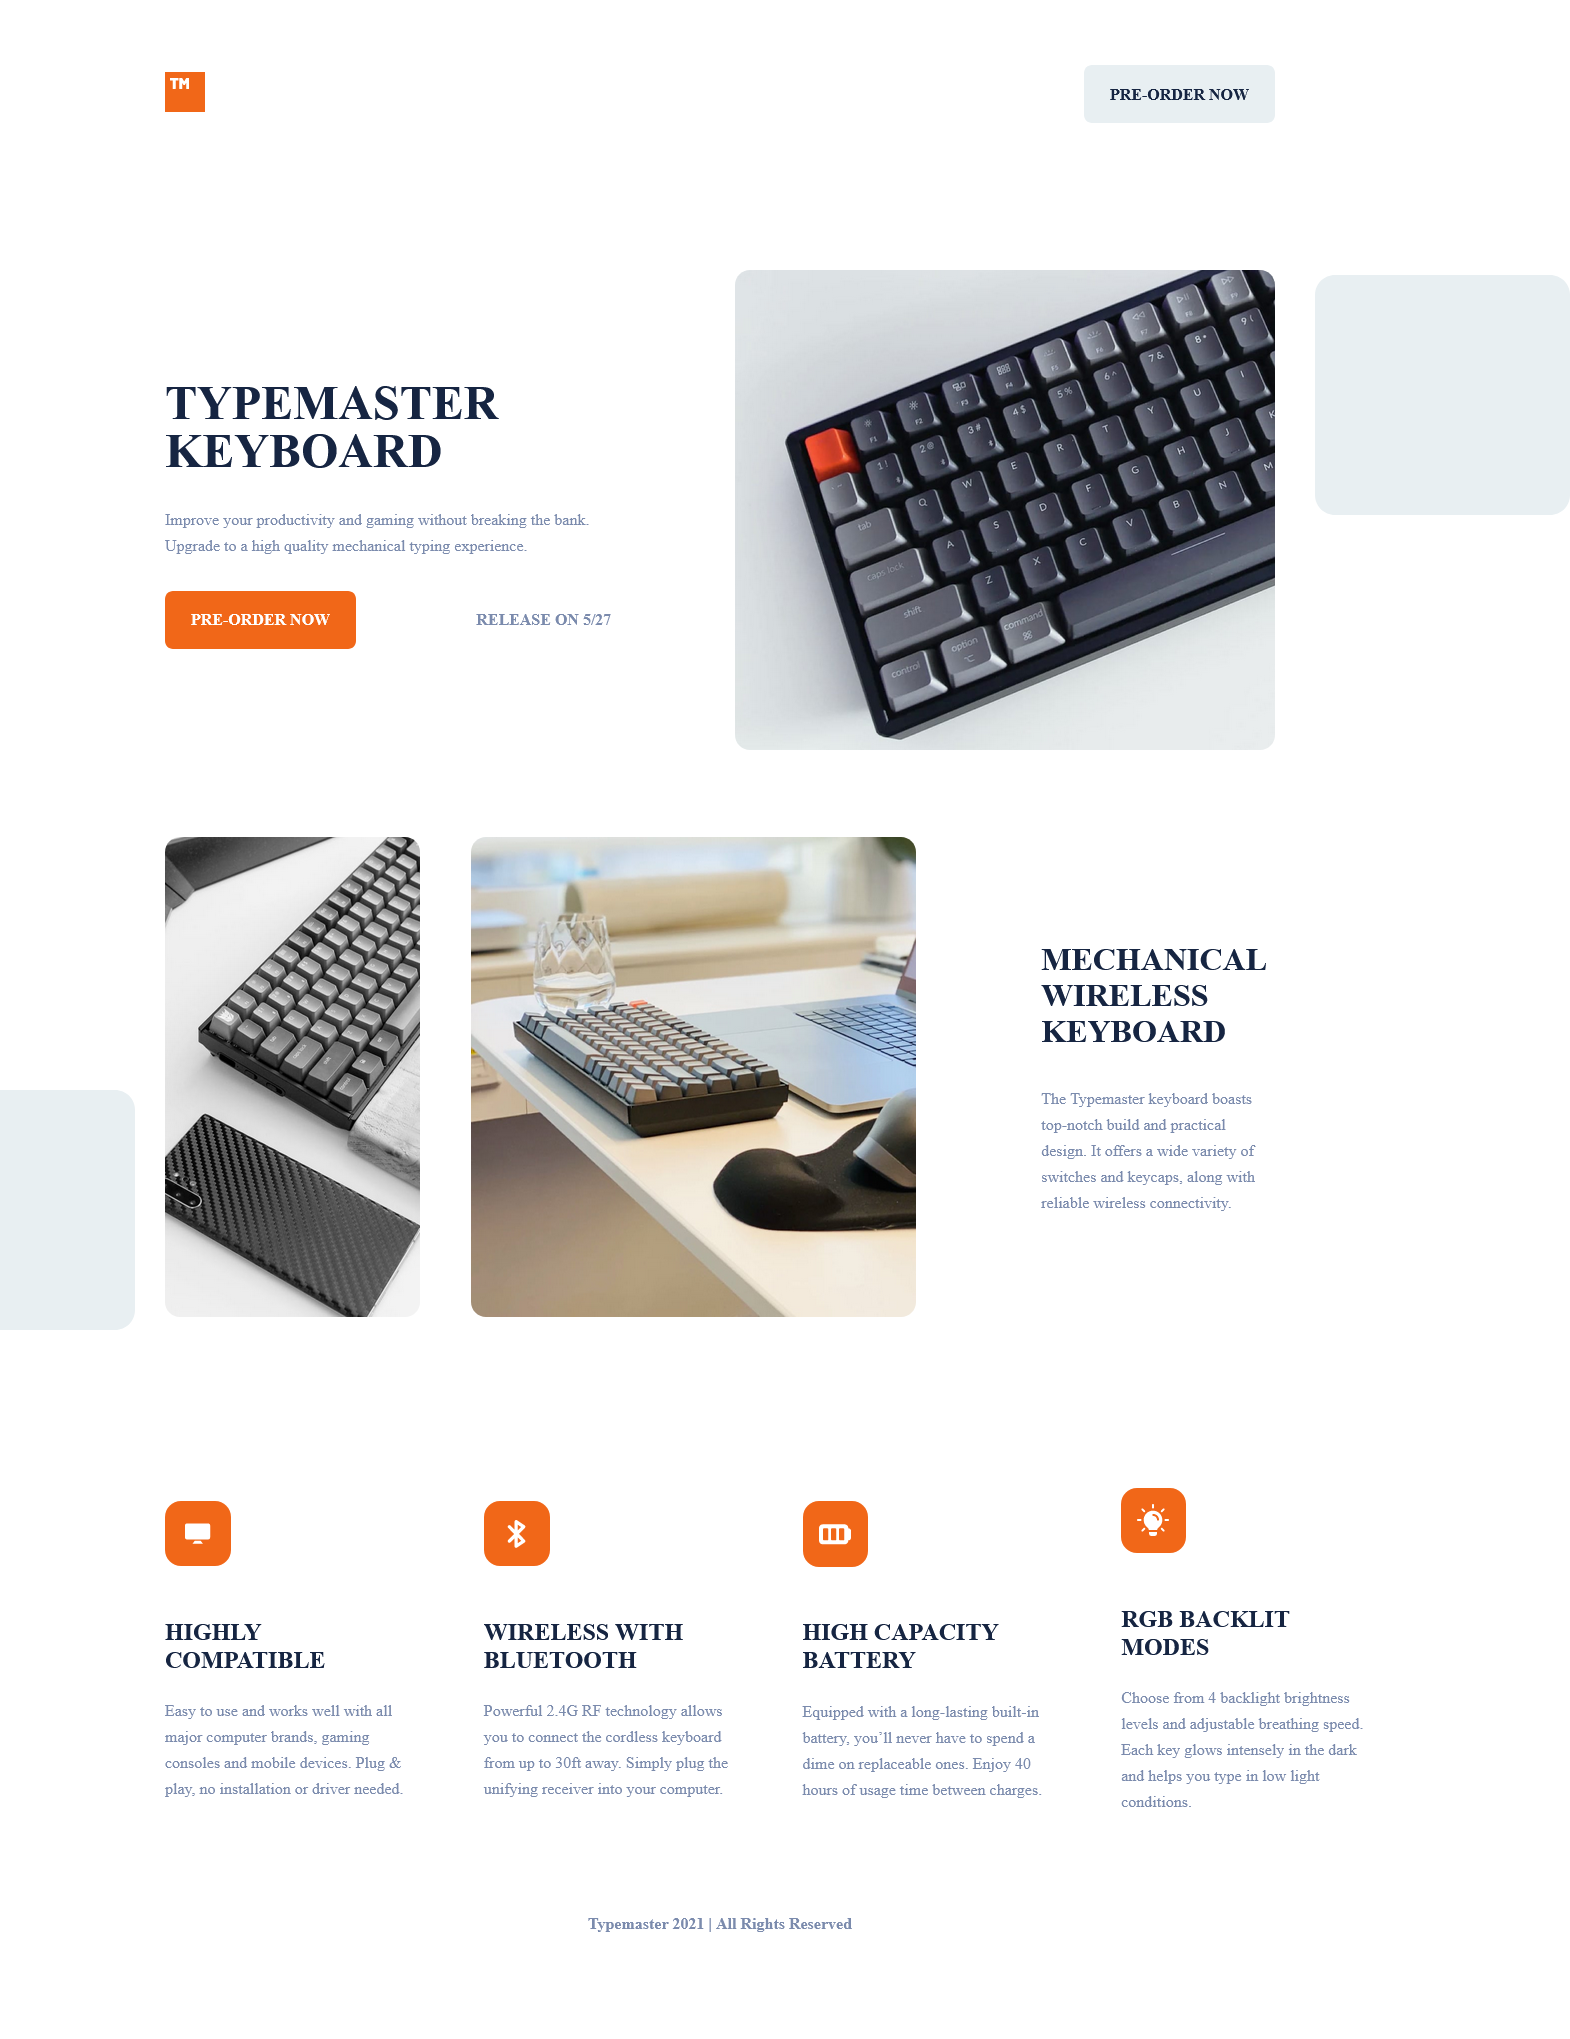 TM
PRE-ORDER NOW
TYPEMASTER
KEYBOARD
Improve your productivity and gaming without breaking the bank.
Upgrade to a high quality mechanical typing experience.
PRE-ORDER NOW
RELEASE ON 5/27
tab
caps lock
shift
control
option
command
MECHANICAL
WIRELESS
KEYBOARD
The Typemaster keyboard boasts
top-notch build and practical
design. It offers a wide variety of
switches and keycaps, along with
reliable wireless connectivity.
HIGHLY
COMPATIBLE
Easy to use and works well with all
major computer brands, gaming
consoles and mobile devices. Plug &
play, no installation or driver needed.
WIRELESS WITH
BLUETOOTH
Powerful 2.4G RF technology allows
you to connect the cordless keyboard
from up to 30ft away. Simply plug the
unifying receiver into your computer.
HIGH CAPACITY
BATTERY
Equipped with a long-lasting built-in
battery, you’ll never have to spend a
dime on replaceable ones. Enjoy 40
hours of usage time between charges.
RGB BACKLIT
MODES
Choose from 4 backlight brightness
levels and adjustable breathing speed.
Each key glows intensely in the dark
and helps you type in low light
conditions.
Typemaster 2021 | All Rights Reserved